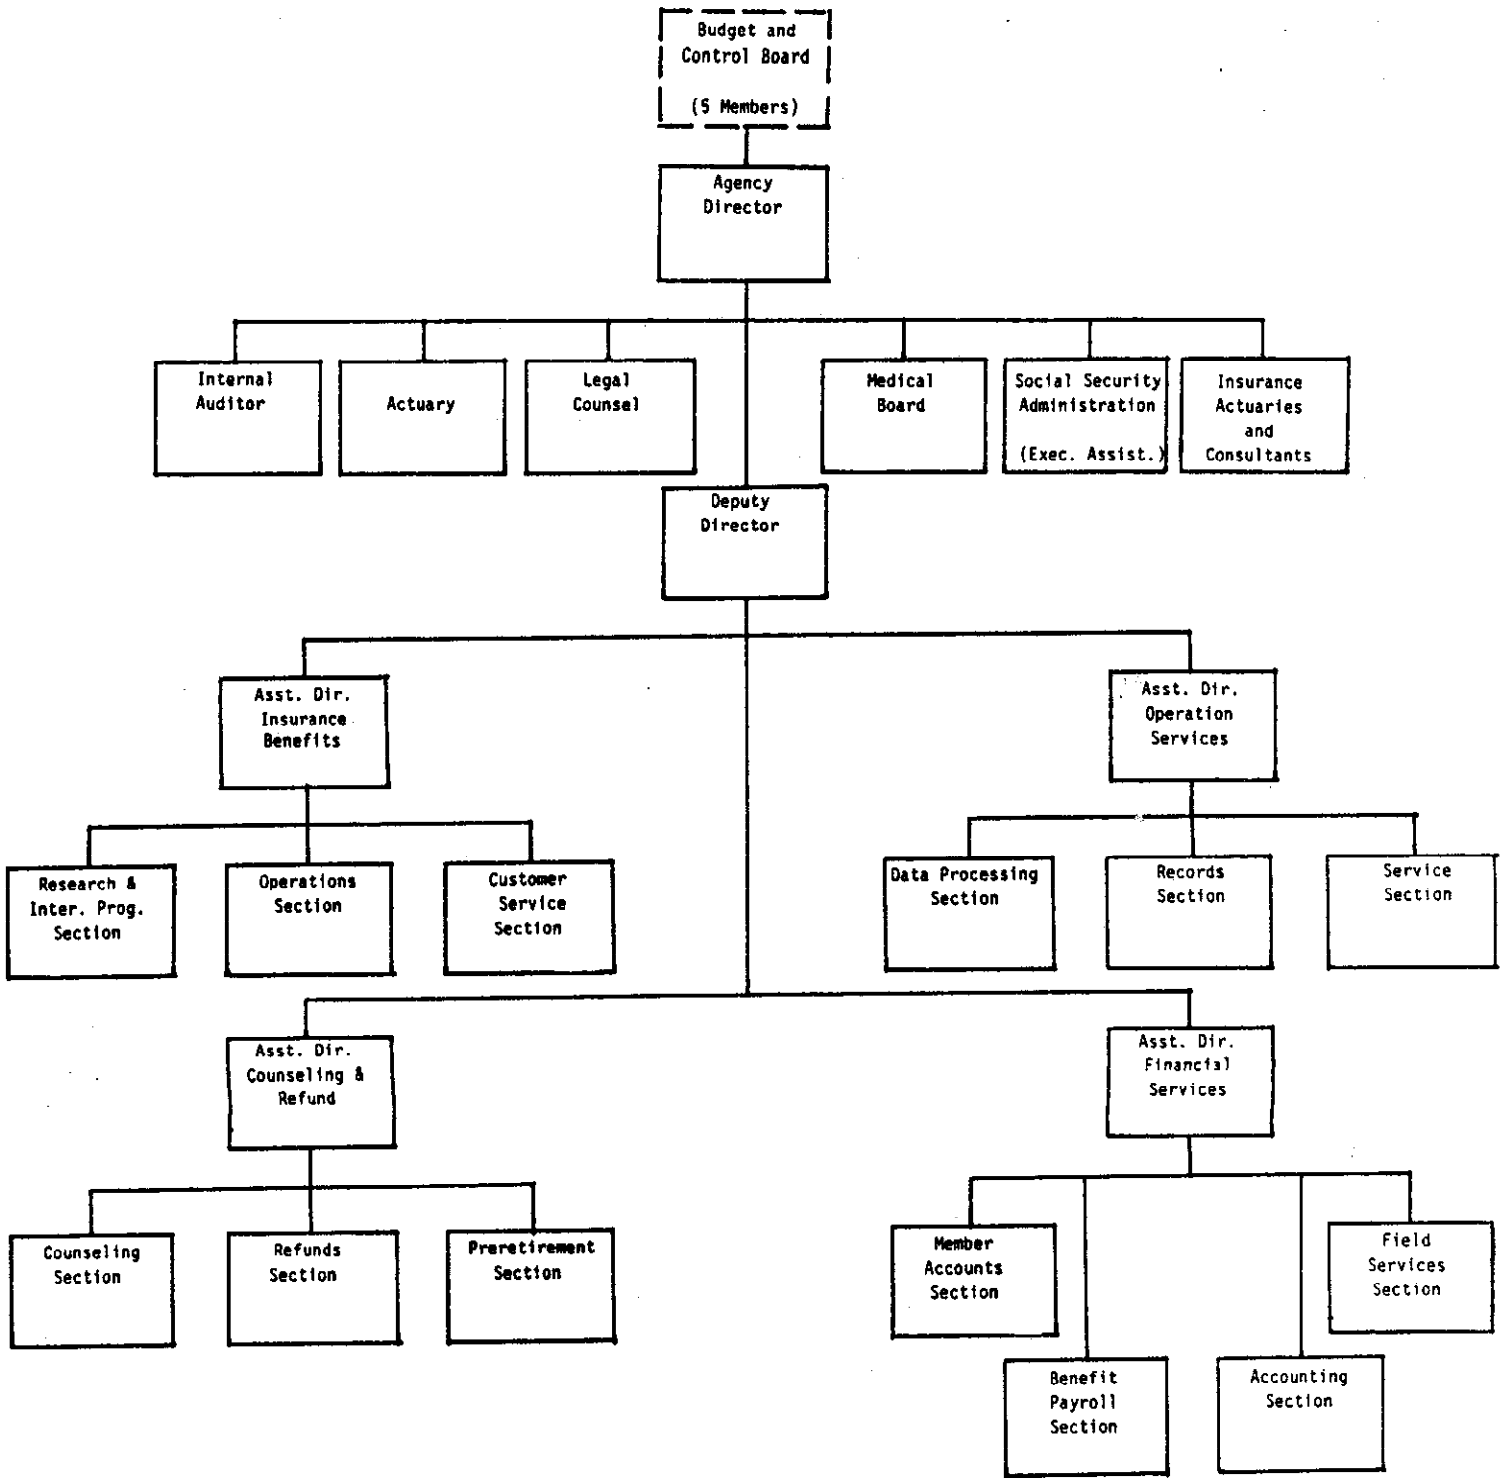 Budget and
Control Board
(5 Members)
Agency
Director
Internal
Auditor
Actuary
Legal
Counsel
Medical
Board
Social Security
Administration
(Exec. Assist.)
Insurance
Actuaries
and
Consultants
Deputy
Director
Asst. Dir.
Insurance
Benefits
Asst. Dir.
Operation
Services
Research &
Inter. Prog.
Section
Operations
Section
Customer
Service
Section
Data Processing
Section
Records
Section
Service
Section
Asst. Dir.
Counseling &
Refund
Asst. Dir.
Financial
Services
Counseling
Section
Refunds
Section
Preretirement
Section
Member
Accounts
Section
Field
Services
Section
Benefit
Payroll
Section
Accounting
Section